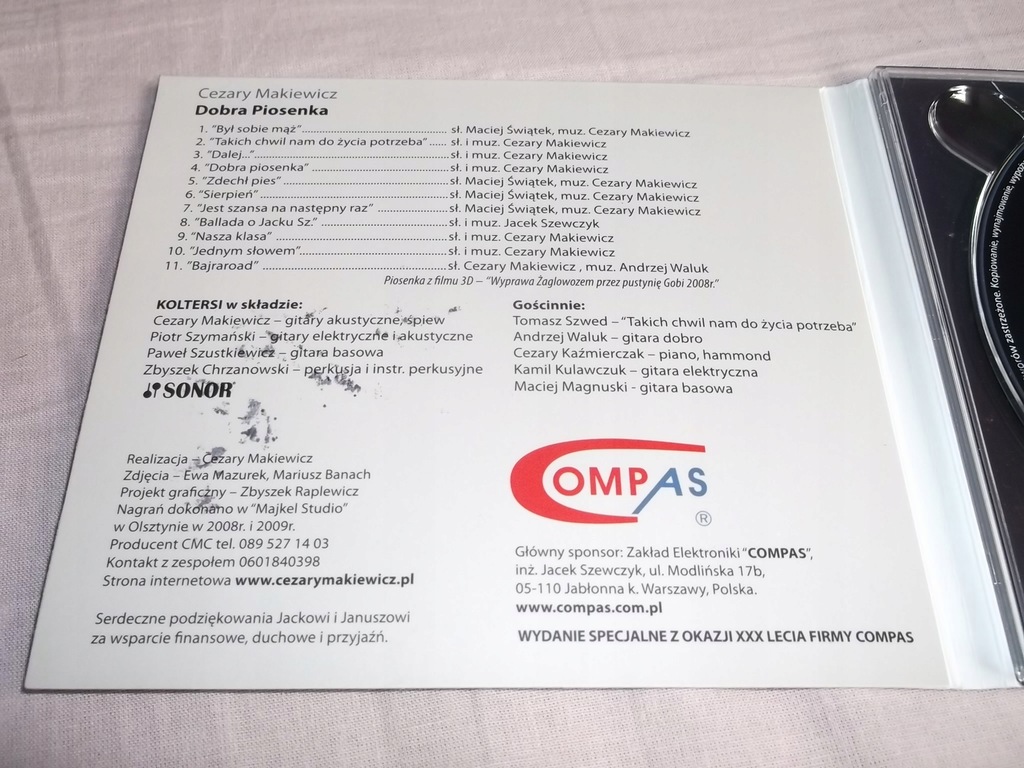 Cezary Makiewicz
Dobra Piosenka
1. "Był sobie mąż".......................................... sł. Maciej Świątek, muz. Cezary Makiewicz
2. "Takich chwil nam do życia potrzeba"..... sł. i muz. Cezary Makiewicz
3. "Dalej..."........................................................sł. i muz. Cezary Makiewicz
4. "Dobra piosenka".......................................sł. i muz. Cezary Makiewicz
5. "Zdechł pies"...............................................sł. Maciej Świątek, muz. Cezary Makiewicz
6. "Sierpień".....................................................sł. Maciej Świątek, muz. Cezary Makiewicz
7. "Jest szansa na następny raz"....................sł. Maciej Świątek, muz. Cezary Makiewicz
8. "Ballada o Jacku Sz."....................................sł. i muz. Jacek Szewczyk
9. "Nasza klasa"................................................sł. i muz. Cezary Makiewicz
10. "Jednym słowem".........................................sł. i muz. Cezary Makiewicz
11. "Bajraroad"...................................................sł. Cezary Makiewicz , muz. Andrzej Waluk
Piosenka z filmu 3D – "Wyprawa Żaglowozem przez pustynię Gobi 2008r."
KOLTERSI w składzie:
Cezary Makiewicz – gitary akustyczne, śpiew
Piotr Szymański – gitary elektryczne i akustyczne
Paweł Szustkiewicz – gitara basowa
Zbyszek Chrzanowski – perkusja i instr. perkusyjne
SONOR
Gościnnie:
Tomasz Szwed – "Takich chwil nam do życia potrzeba"
Andrzej Waluk – gitara dobro
Cezary Kaźmierczak – piano, hammond
Kamil Kulawczuk – gitara elektryczna
Maciej Magnuski - gitara basowa
Realizacja – Cezary Makiewicz
Zdjęcia – Ewa Mazurek, Mariusz Banach
Projekt graficzny – Zbyszek Raplewicz
Nagrań dokonano w "Majkel Studio"
w Olsztynie w 2008r. i 2009r.
Producent CMC tel. 089 527 14 03
Kontakt z zespołem 0601840398
Strona internetowa www.cezarymakiewicz.pl
Serdeczne podziękowania Jackowi i Januszowi
za wsparcie finansowe, duchowe i przyjaźń.
COMPAS ®
Główny sponsor: Zakład Elektroniki "COMPAS",
inż. Jacek Szewczyk, ul. Modlińska 17b,
05-110 Jabłonna k. Warszawy, Polska.
www.compas.com.pl
WYDANIE SPECJALNE Z OKAZJI XXX LECIA FIRMY COMPAS
zastrzeżone. Kopiowanie, wynajmowanie,